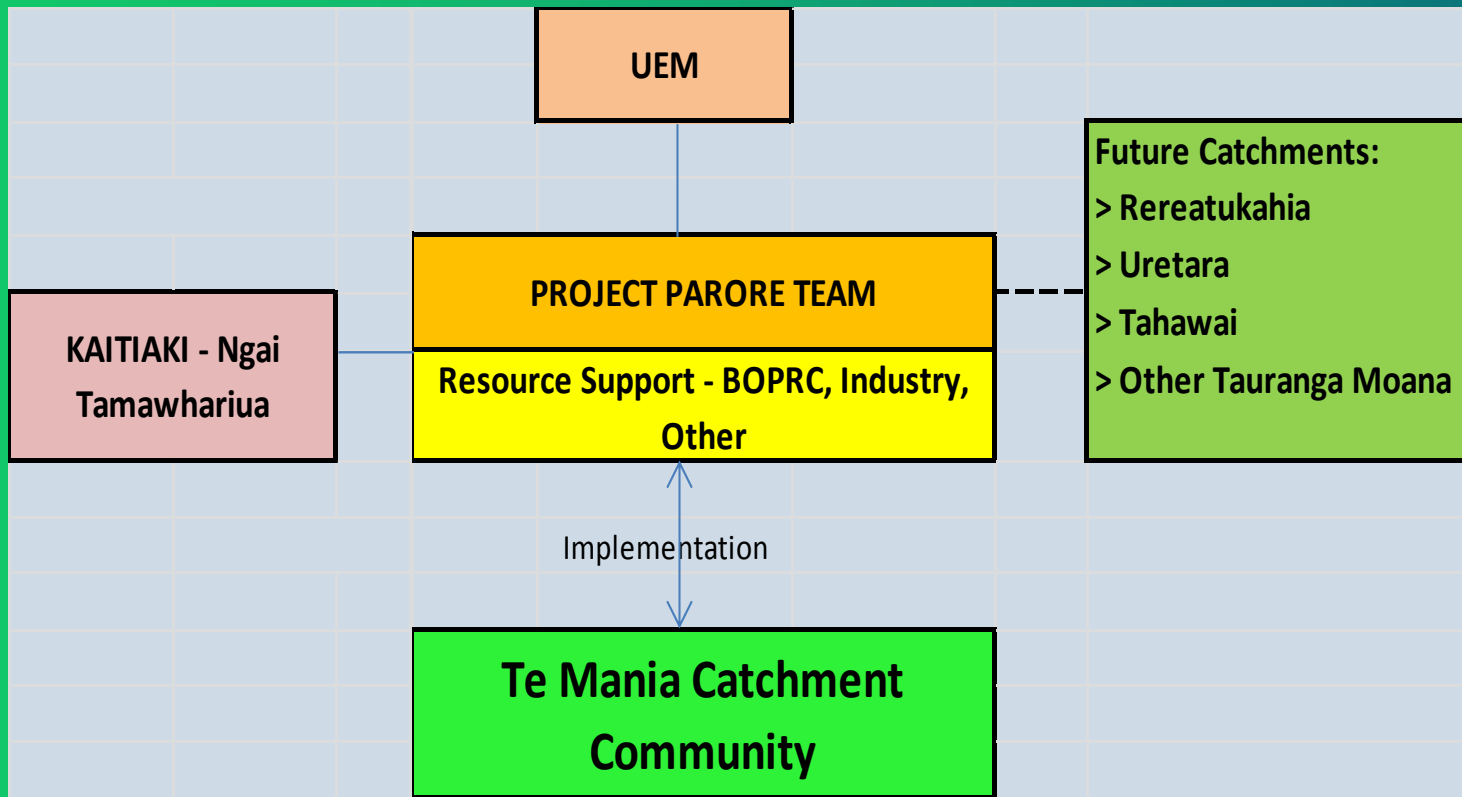 UEM
Future Catchments:
> Rereatukahia
> Uretara
> Tahawai
> Other Tauranga Moana
PROJECT PARORE TEAM
KAITIAKI - Ngai
Tamawhariua
Resource Support - BOPRC, Industry,
Other
Implementation
Te Mania Catchment
Community